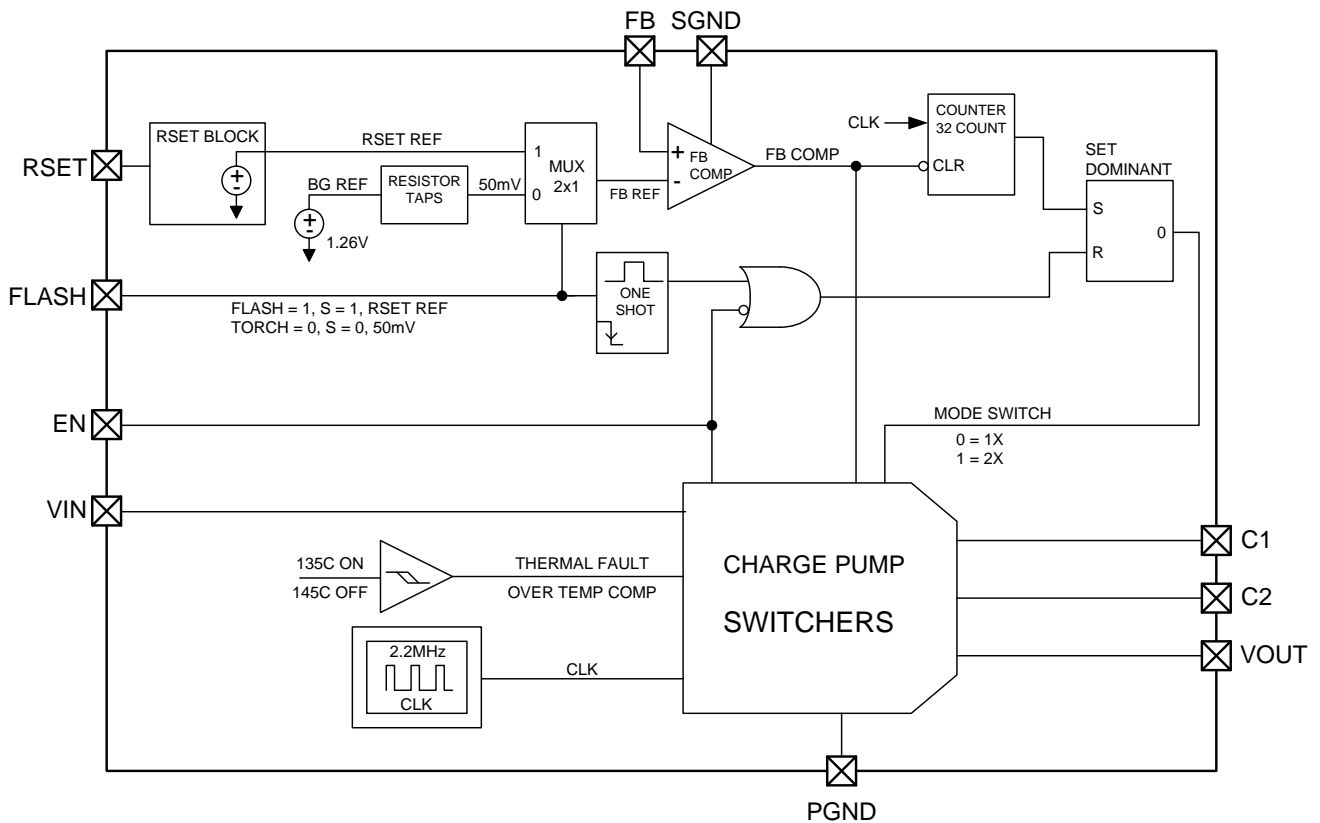 FB SGND
RSET
RSET BLOCK
+
-
RSET REF
BG REF
+
-
1.26V
RESISTOR
TAPS
50mV
1
0
MUX
2x1
FB REF
+
-
FB
COMP
FB COMP
CLK
COUNTER
32 COUNT
CLR
SET
DOMINANT
S
R
0
FLASH
FLASH = 1, S = 1, RSET REF
TORCH = 0, S = 0, 50mV
ONE
SHOT
EN
MODE SWITCH
0 = 1X
1 = 2X
VIN
135C ON
145C OFF
THERMAL FAULT
OVER TEMP COMP
2.2MHz
CLK
CLK
CHARGE PUMP
SWITCHERS
C1
C2
VOUT
PGND